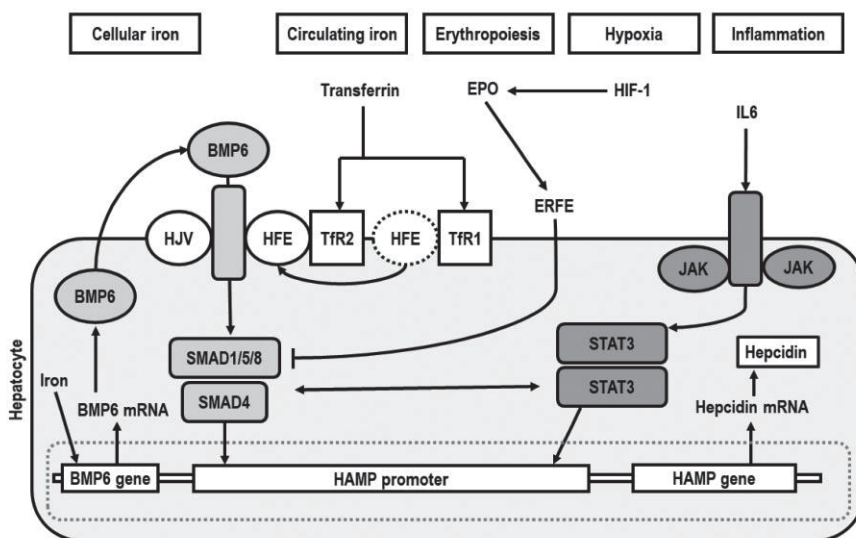 Cellular iron
Circulating iron
Erythropoiesis
Hypoxia
Inflammation
Transferrin
EPO
HIF-1
IL6
BMP6
ERFE
HJV
HFE
TfR2
HFE
TfR1
JAK
JAK
BMP6
SMAD1/5/8
STAT3
Hepcidin
Iron
SMAD4
STAT3
BMP6 mRNA
Hepcidin mRNA
Hepatocyte
BMP6 gene
HAMP promoter
HAMP gene